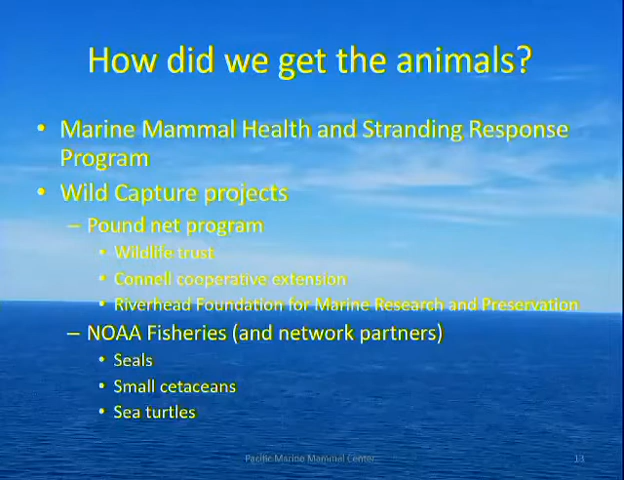 How did we get the animals?
• Marine Mammal Health and Stranding Response
Program
• Wild Capture projects
– Pound net program
• Wildlife trust
• Connell cooperative extension
• Riverhead Foundation for Marine Research and Preservation
– NOAA Fisheries (and network partners)
• Seals
• Small cetaceans
• Sea turtles
Pacific Marine Mammal Center
13